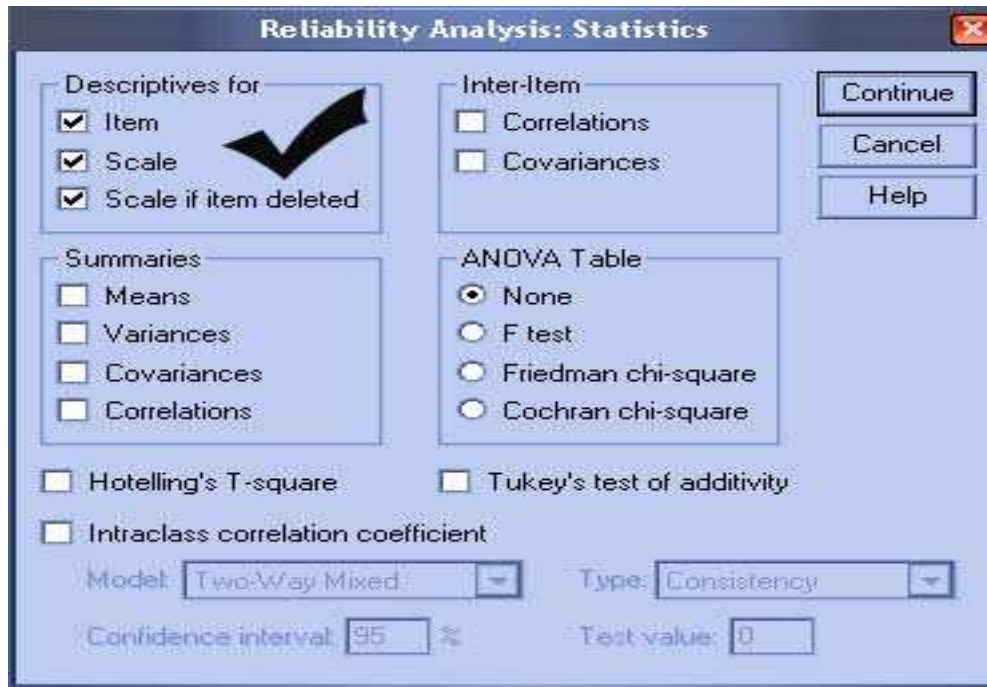 Reliability Analysis: Statistics
Descriptives for
Item
Scale
Scale if item deleted
Inter-Item
Correlations
Covariances
Continue
Cancel
Help
Summaries
Means
Variances
Covariances
Correlations
ANOVA Table
None
F test
Friedman chi-square
Cochran chi-square
Hotelling's T-square
Tukey's test of additivity
Intraclass correlation coefficient
Model: Two-Way Mixed
Type: Consistency
Confidence interval: 95 %
Test value: 0